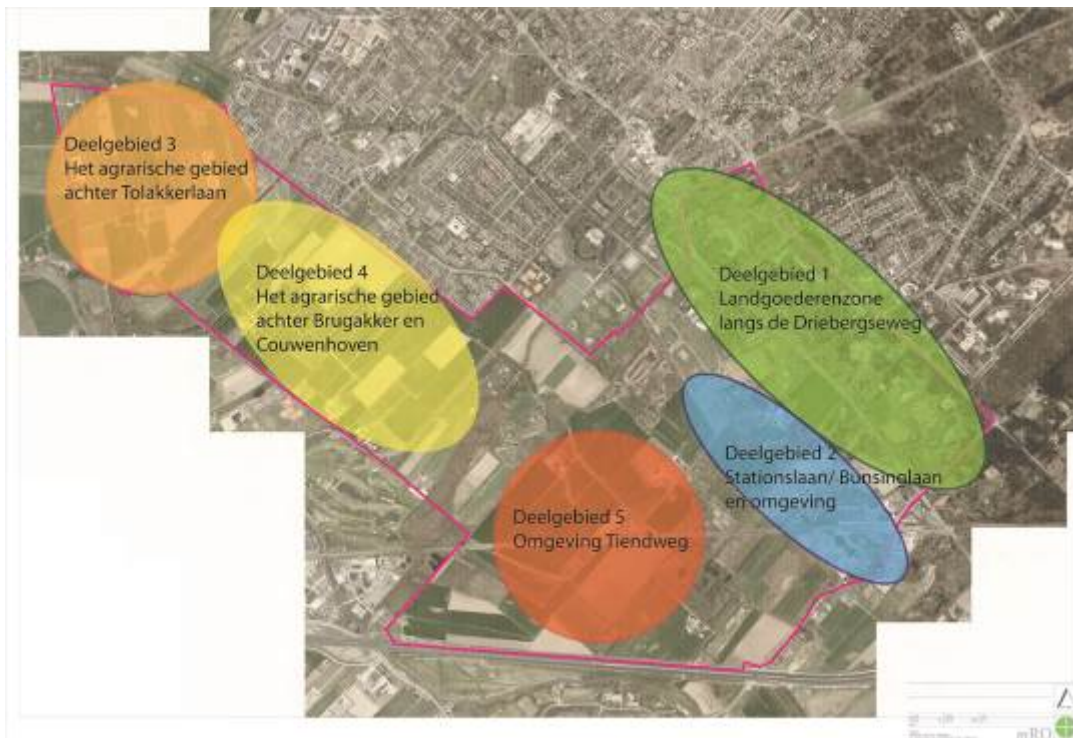 Deelgebied 3
Het agrarische gebied
achter Tolakkerlaan
Deelgebied 4
Het agrarische gebied
achter Brugakker en
Couwenhoven
Deelgebied 1
Landgoederenzone
langs de Driebergseweg
Deelgebied 2
Stationslaan/ Bunsinglaan
en omgeving
Deelgebied 5
Omgeving Tiendweg
mRO